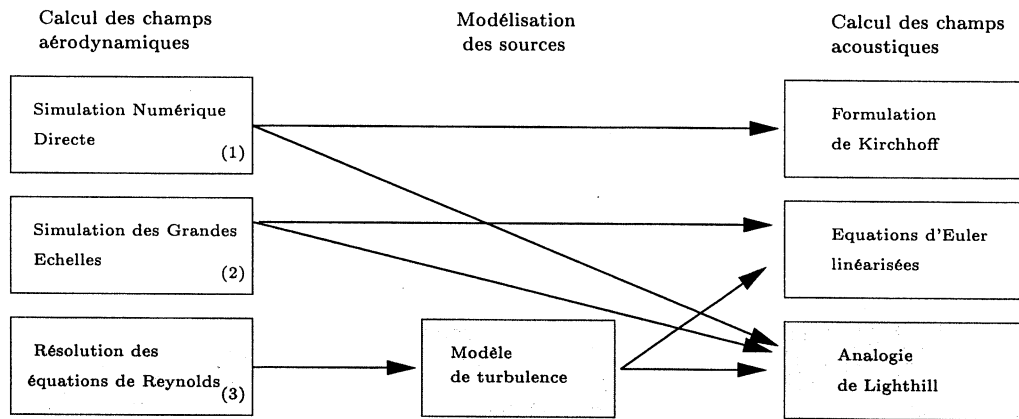 Calcul des champs
aérodynamiques
Modélisation
des sources
Calcul des champs
acoustiques
Simulation Numérique
Directe
(1)
Formulation
de Kirchhoff
Simulation des Grandes
Echelles
(2)
Equations d'Euler
linéarisées
Résolution des
équations de Reynolds
(3)
Modèle
de turbulence
Analogie
de Lighthill